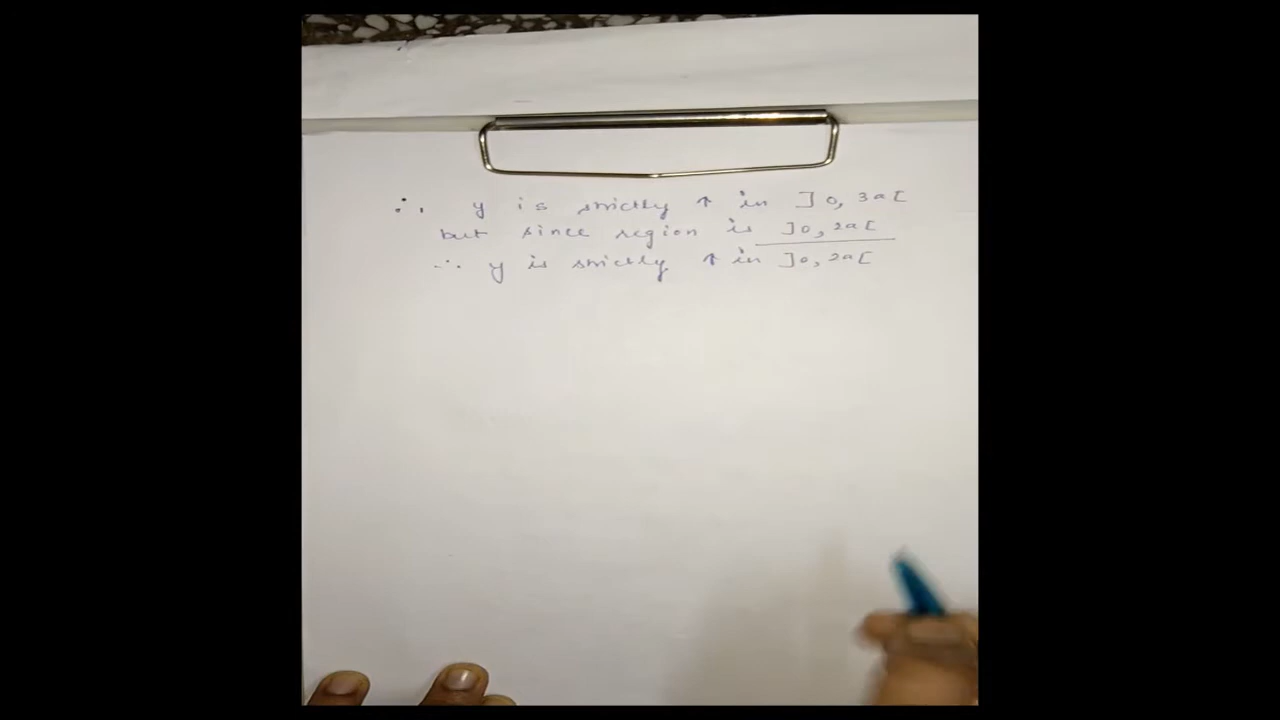 ∴ y is strictly ↑ in ]0, 3a[
but since region is ]0, 2a[
∴ y is strictly ↑ in ]0, 2a[